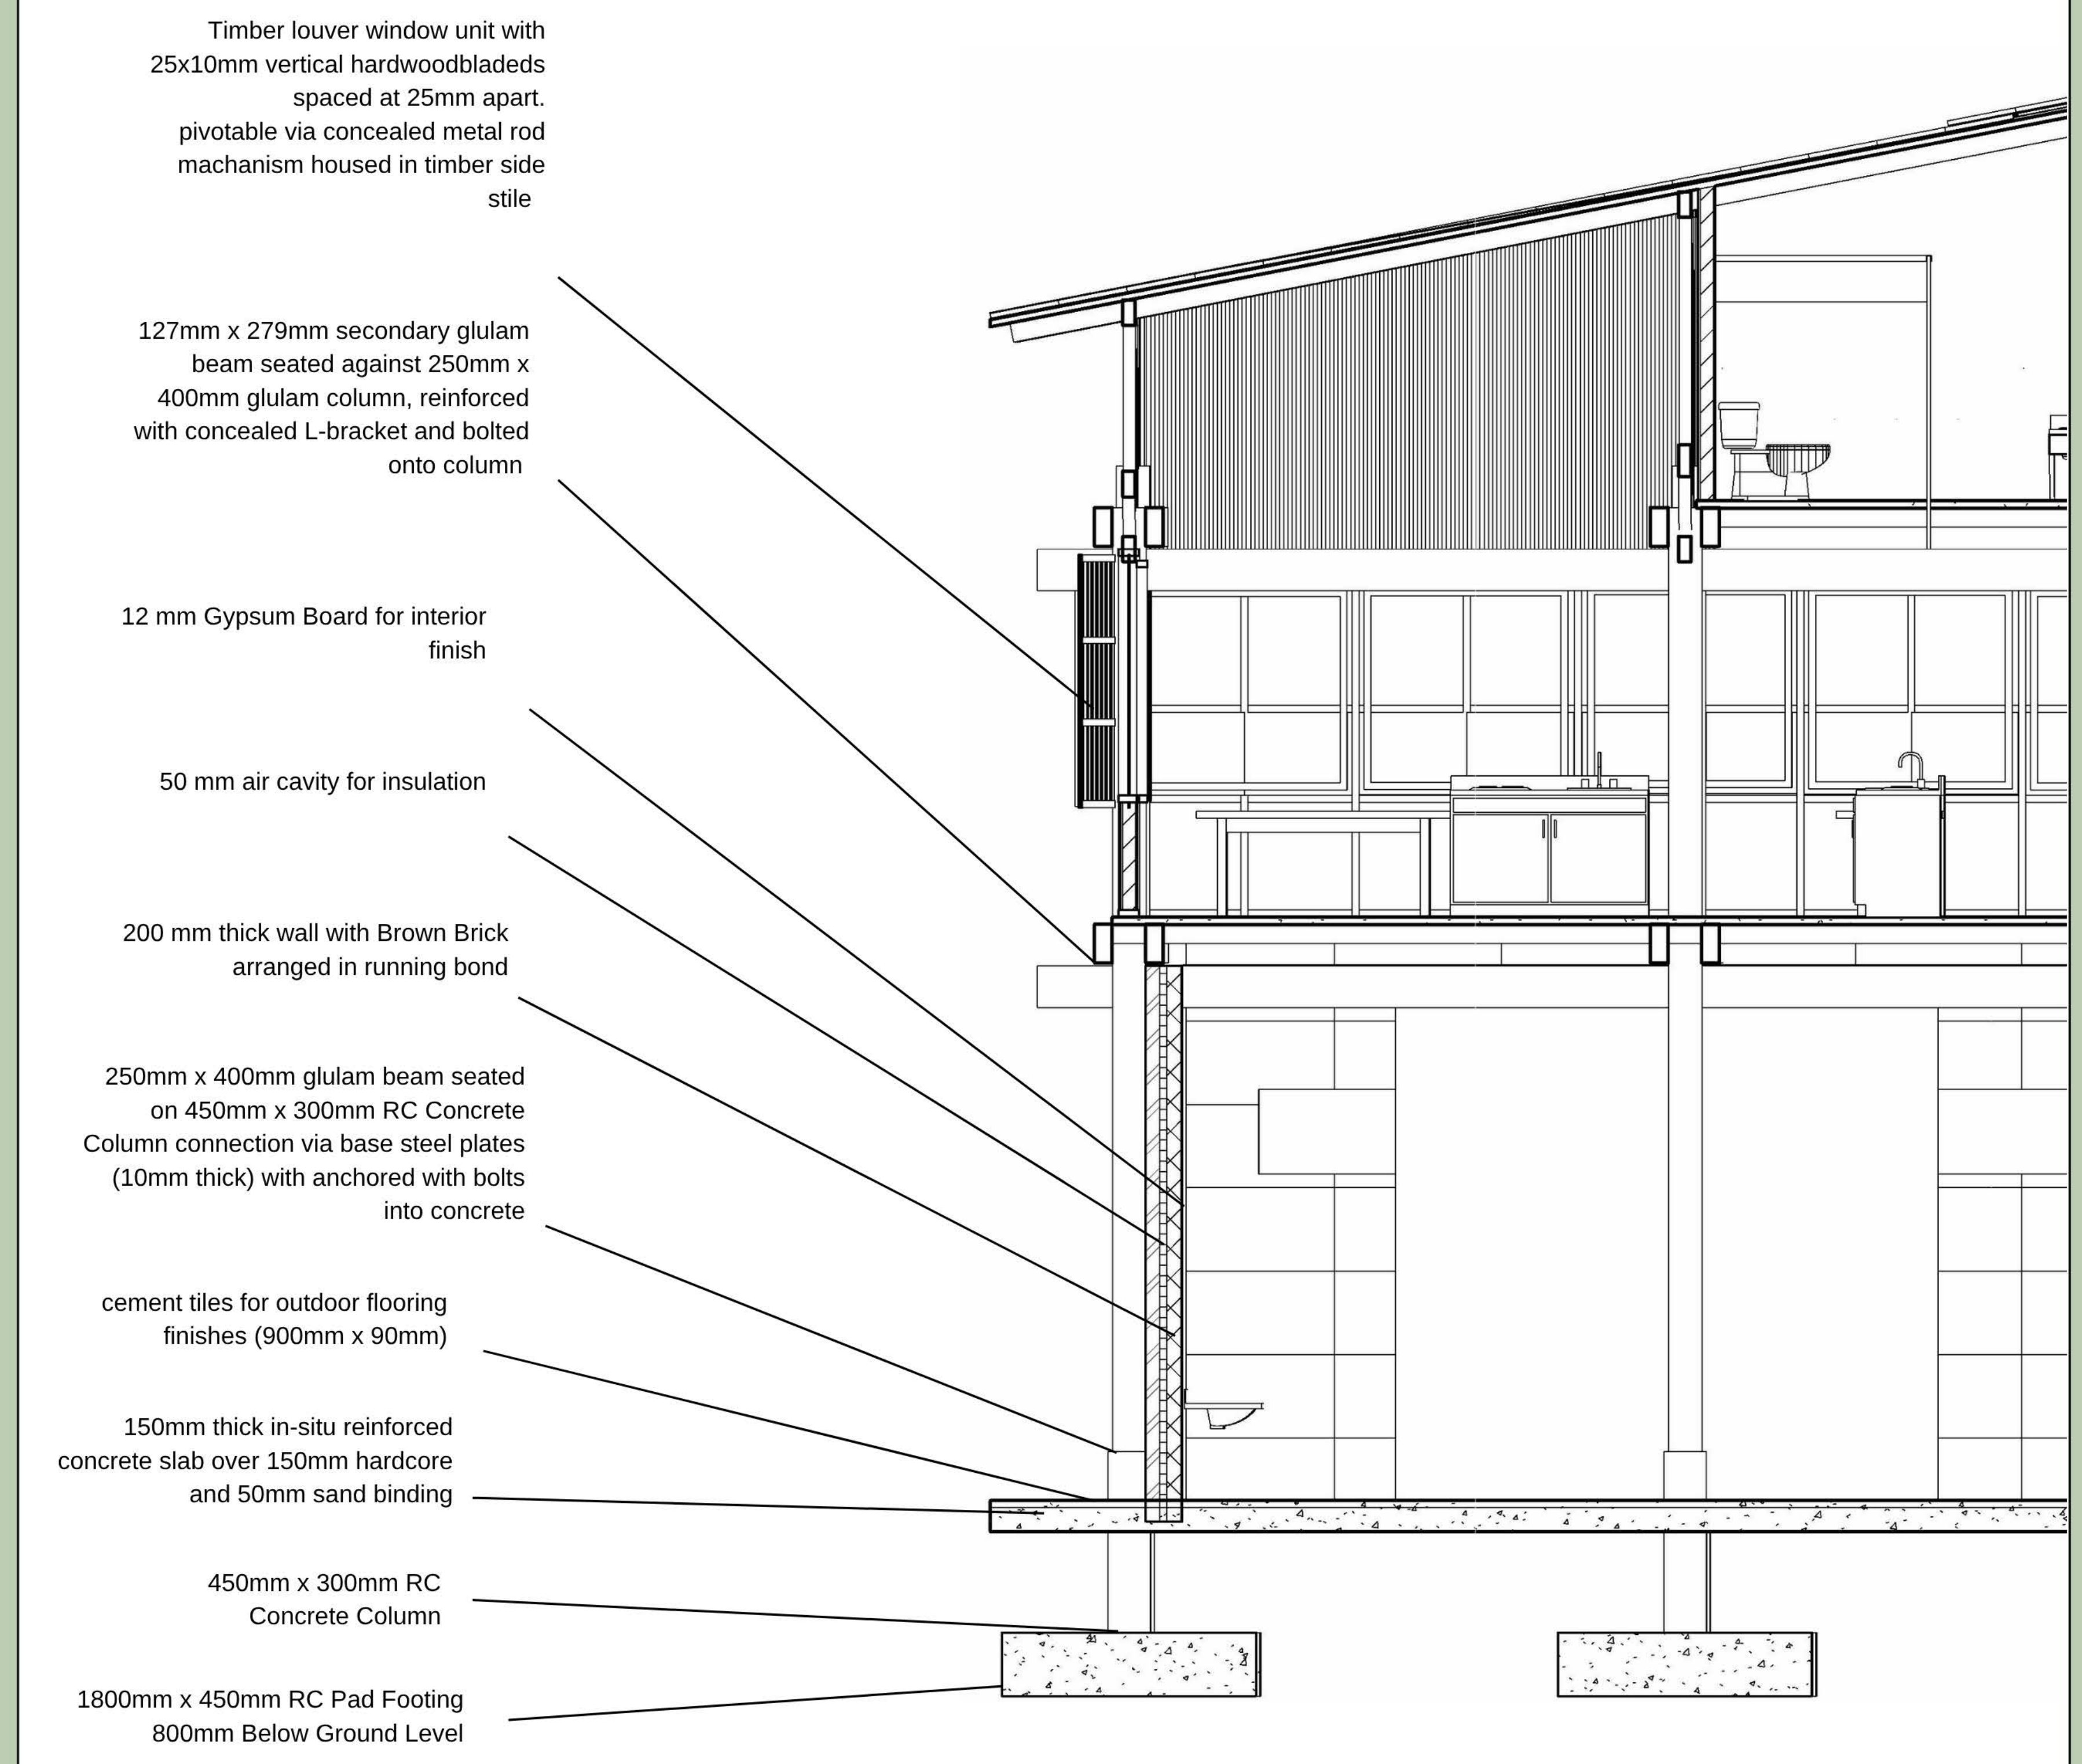 Timber louver window unit with
25x10mm vertical hardwoodbladeds
spaced at 25mm apart.
pivotable via concealed metal rod
machanism housed in timber side
stile
127mm x 279mm secondary glulam
beam seated against 250mm x
400mm glulam column, reinforced
with concealed L-bracket and bolted
onto column
12 mm Gypsum Board for interior
finish
50 mm air cavity for insulation
200 mm thick wall with Brown Brick
arranged in running bond
250mm x 400mm glulam beam seated
on 450mm x 300mm RC Concrete
Column connection via base steel plates
(10mm thick) with anchored with bolts
into concrete
cement tiles for outdoor flooring
finishes (900mm x 90mm)
150mm thick in-situ reinforced
concrete slab over 150mm hardcore
and 50mm sand binding
450mm x 300mm RC
Concrete Column
1800mm x 450mm RC Pad Footing
800mm Below Ground Level